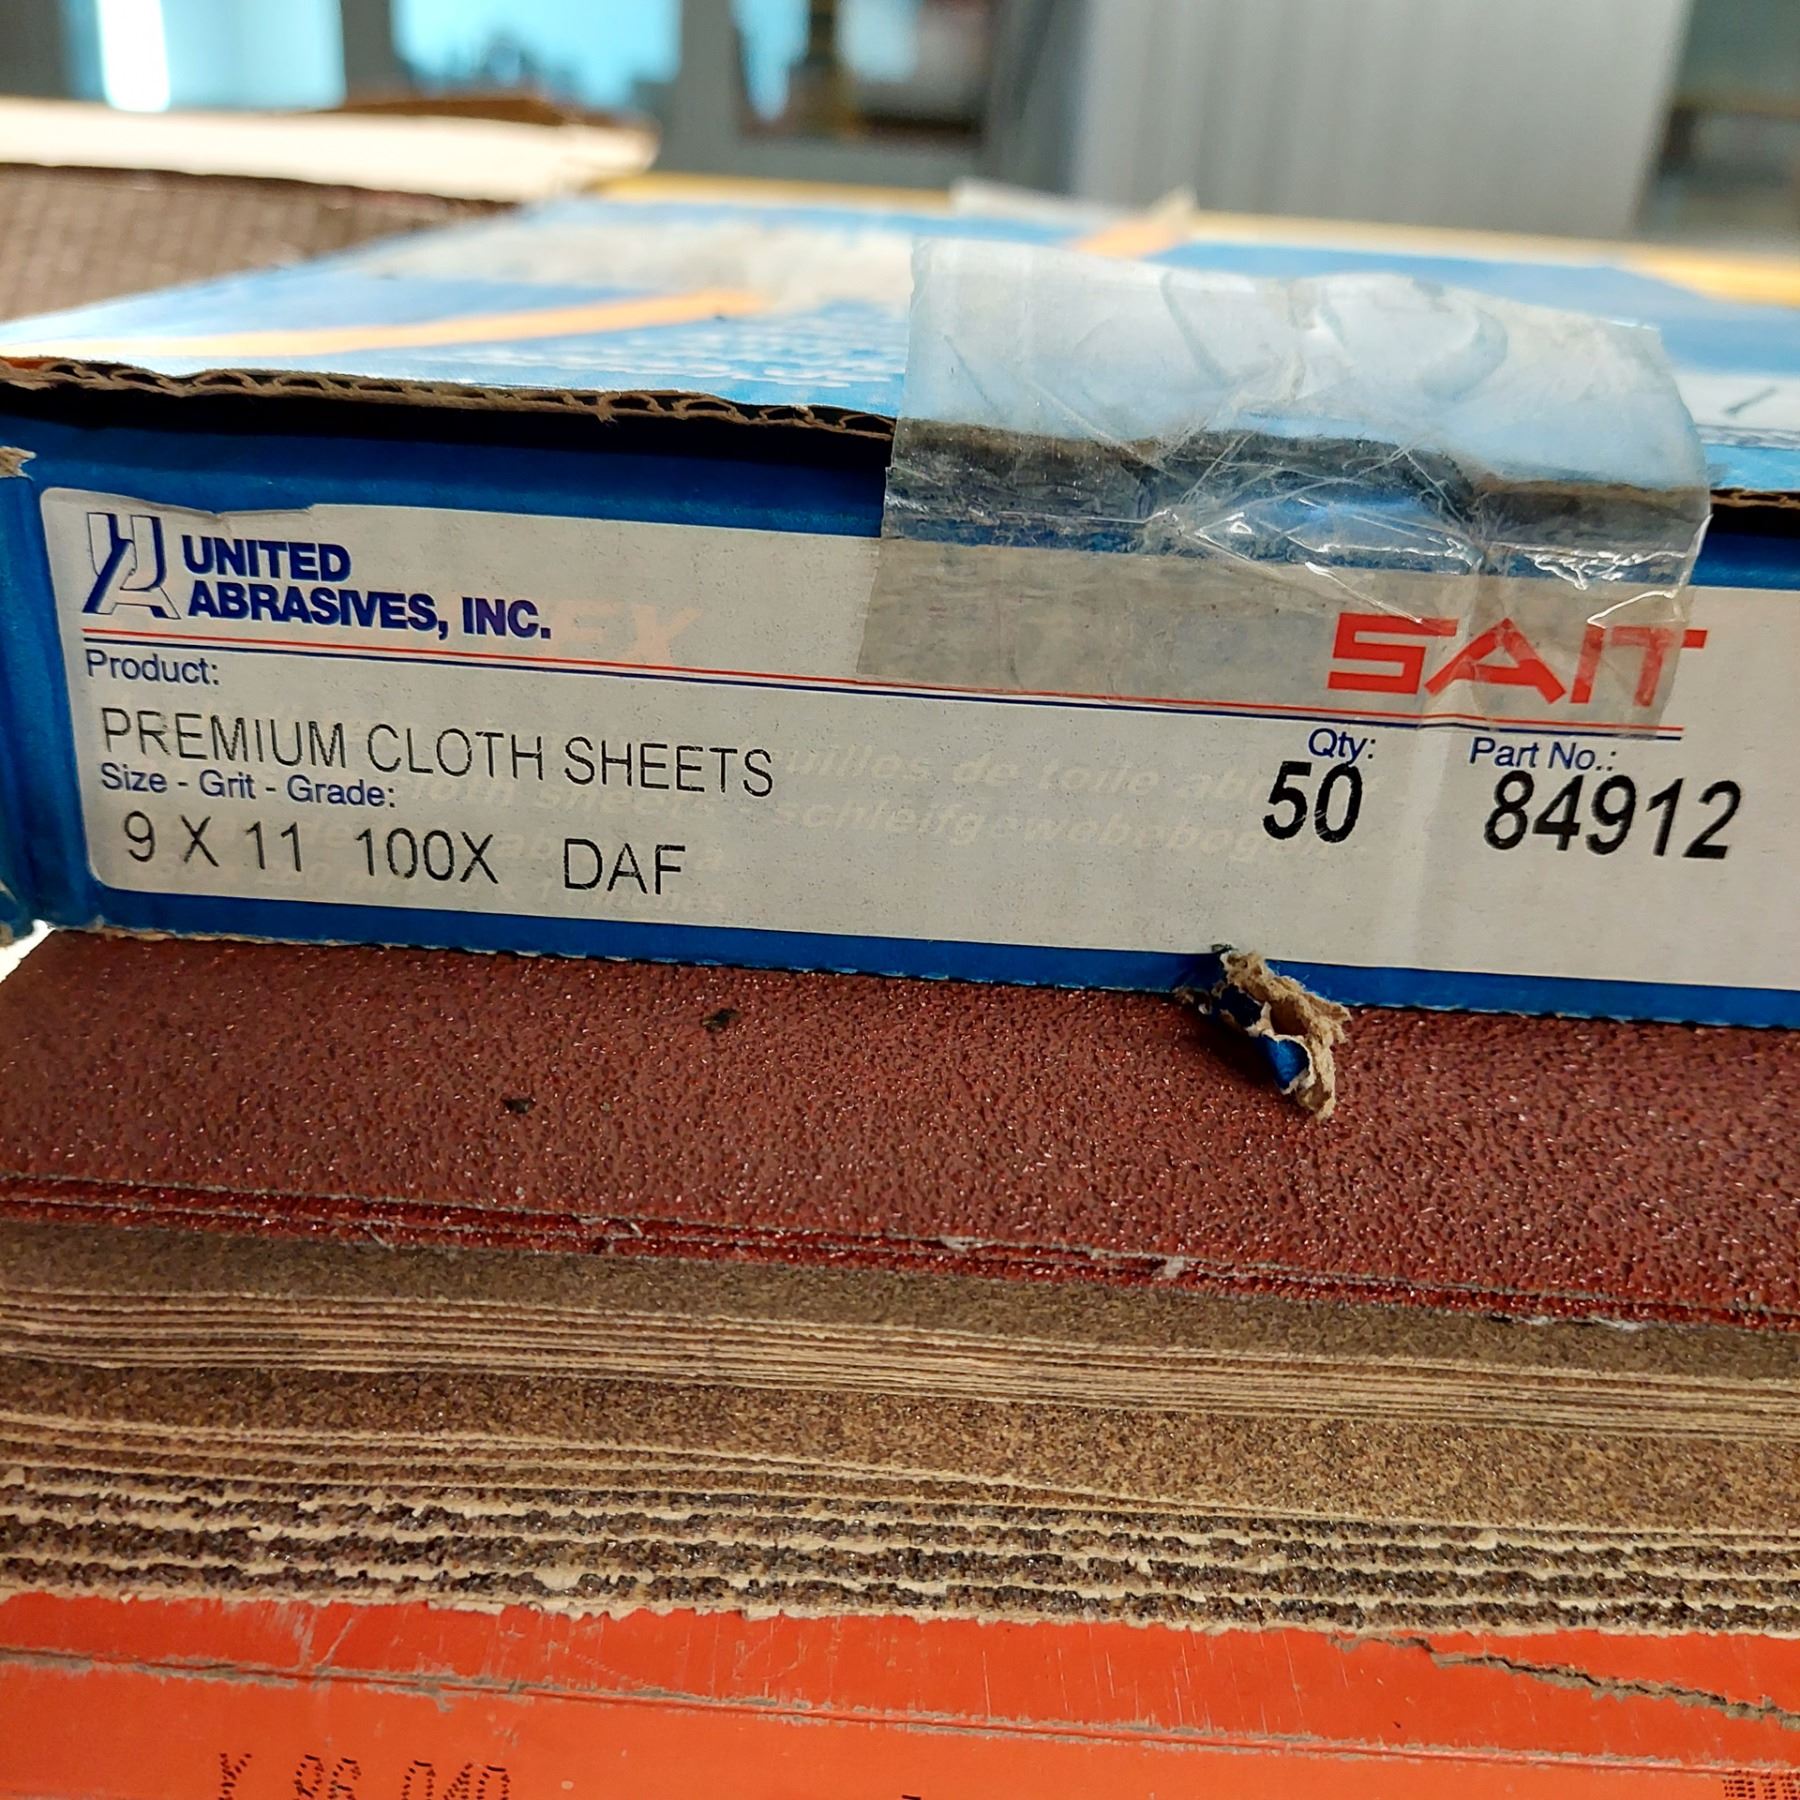 UNITED
ABRASIVES, INC.
SAIT
Product:
PREMIUM CLOTH SHEETS
Qty:
50
Part No.:
84912
Size - Grit - Grade:
9 X 11 100X DAF